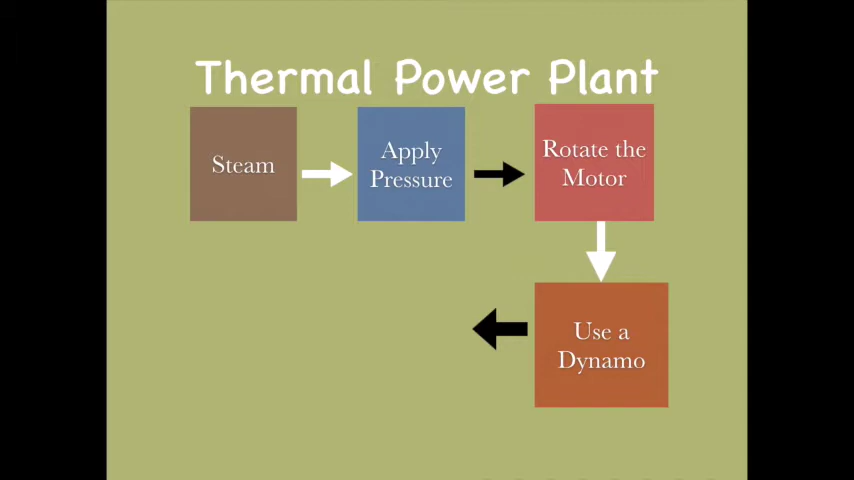 Thermal Power Plant
Steam
Apply
Pressure
Rotate the
Motor
Use a
Dynamo